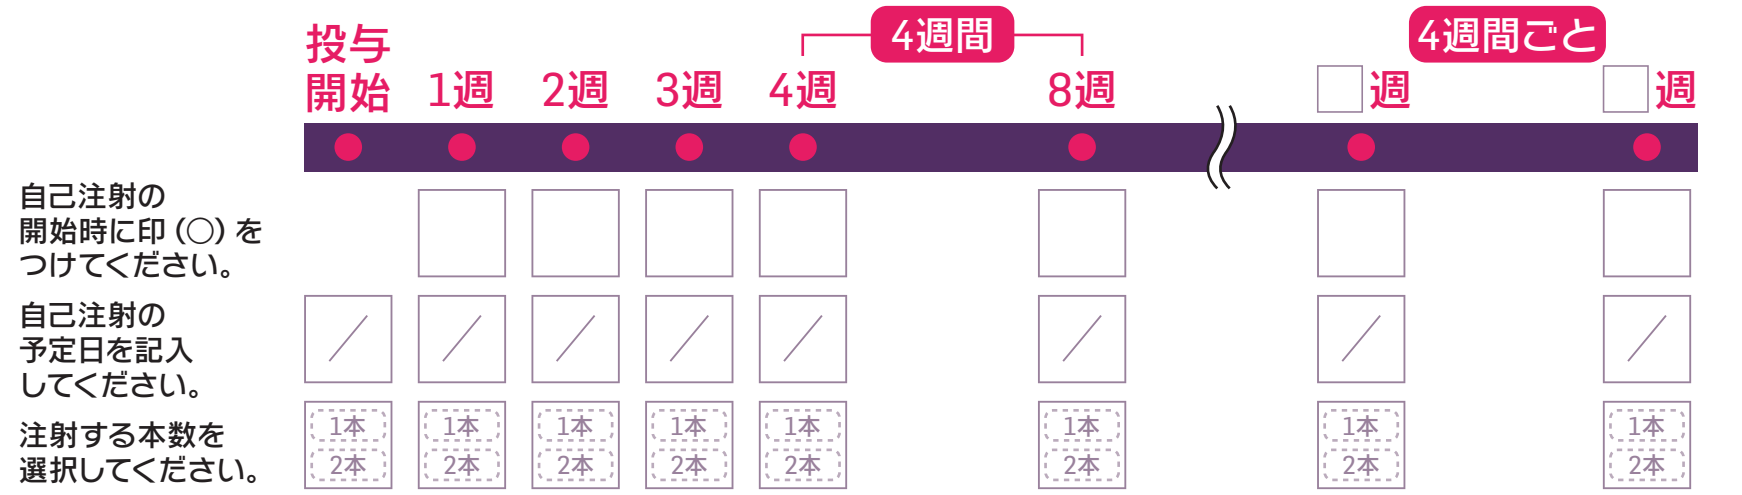 4週間
4週間ごと
投与
開始
1週
2週
3週
4週
8週
週
週
自己注射の
開始時に印（○）を
つけてください。
自己注射の
予定日を記入
してください。
／ ／ ／ ／ ／ ／ ／ ／
注射する本数を
選択してください。
1本 1本 1本 1本 1本 1本 1本 1本
2本 2本 2本 2本 2本 2本 2本 2本